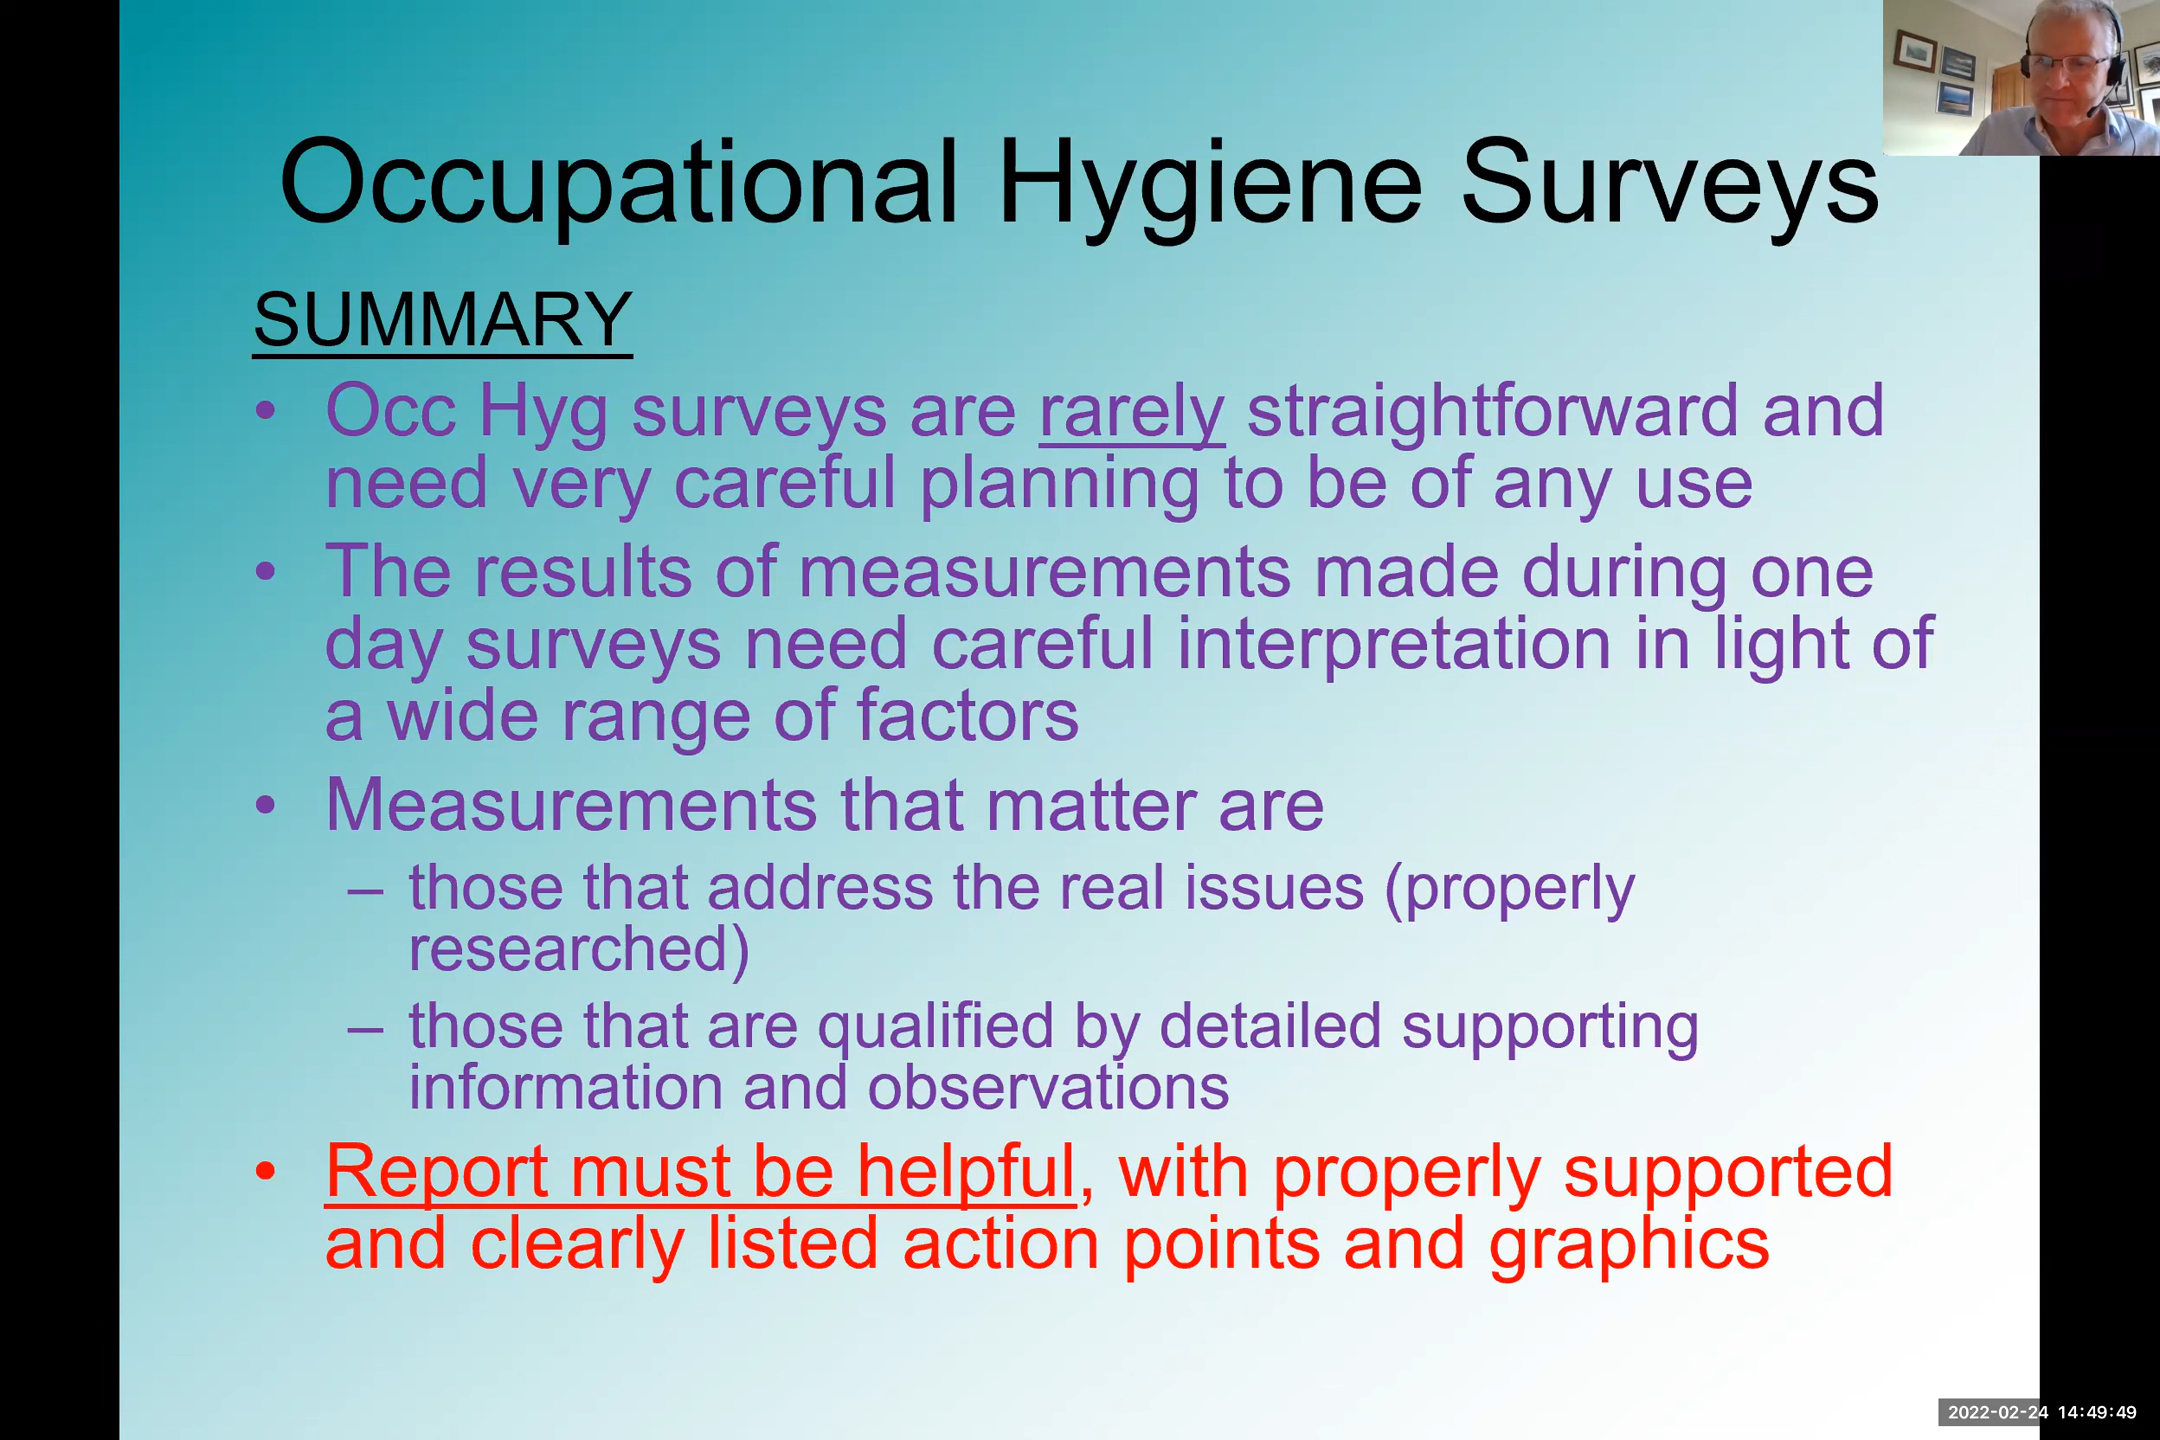 Occupational Hygiene Surveys
SUMMARY
• Occ Hyg surveys are rarely straightforward and
need very careful planning to be of any use
• The results of measurements made during one
day surveys need careful interpretation in light of
a wide range of factors
• Measurements that matter are
– those that address the real issues (properly
researched)
– those that are qualified by detailed supporting
information and observations
• Report must be helpful, with properly supported
and clearly listed action points and graphics
2022-02-24 14:49:49